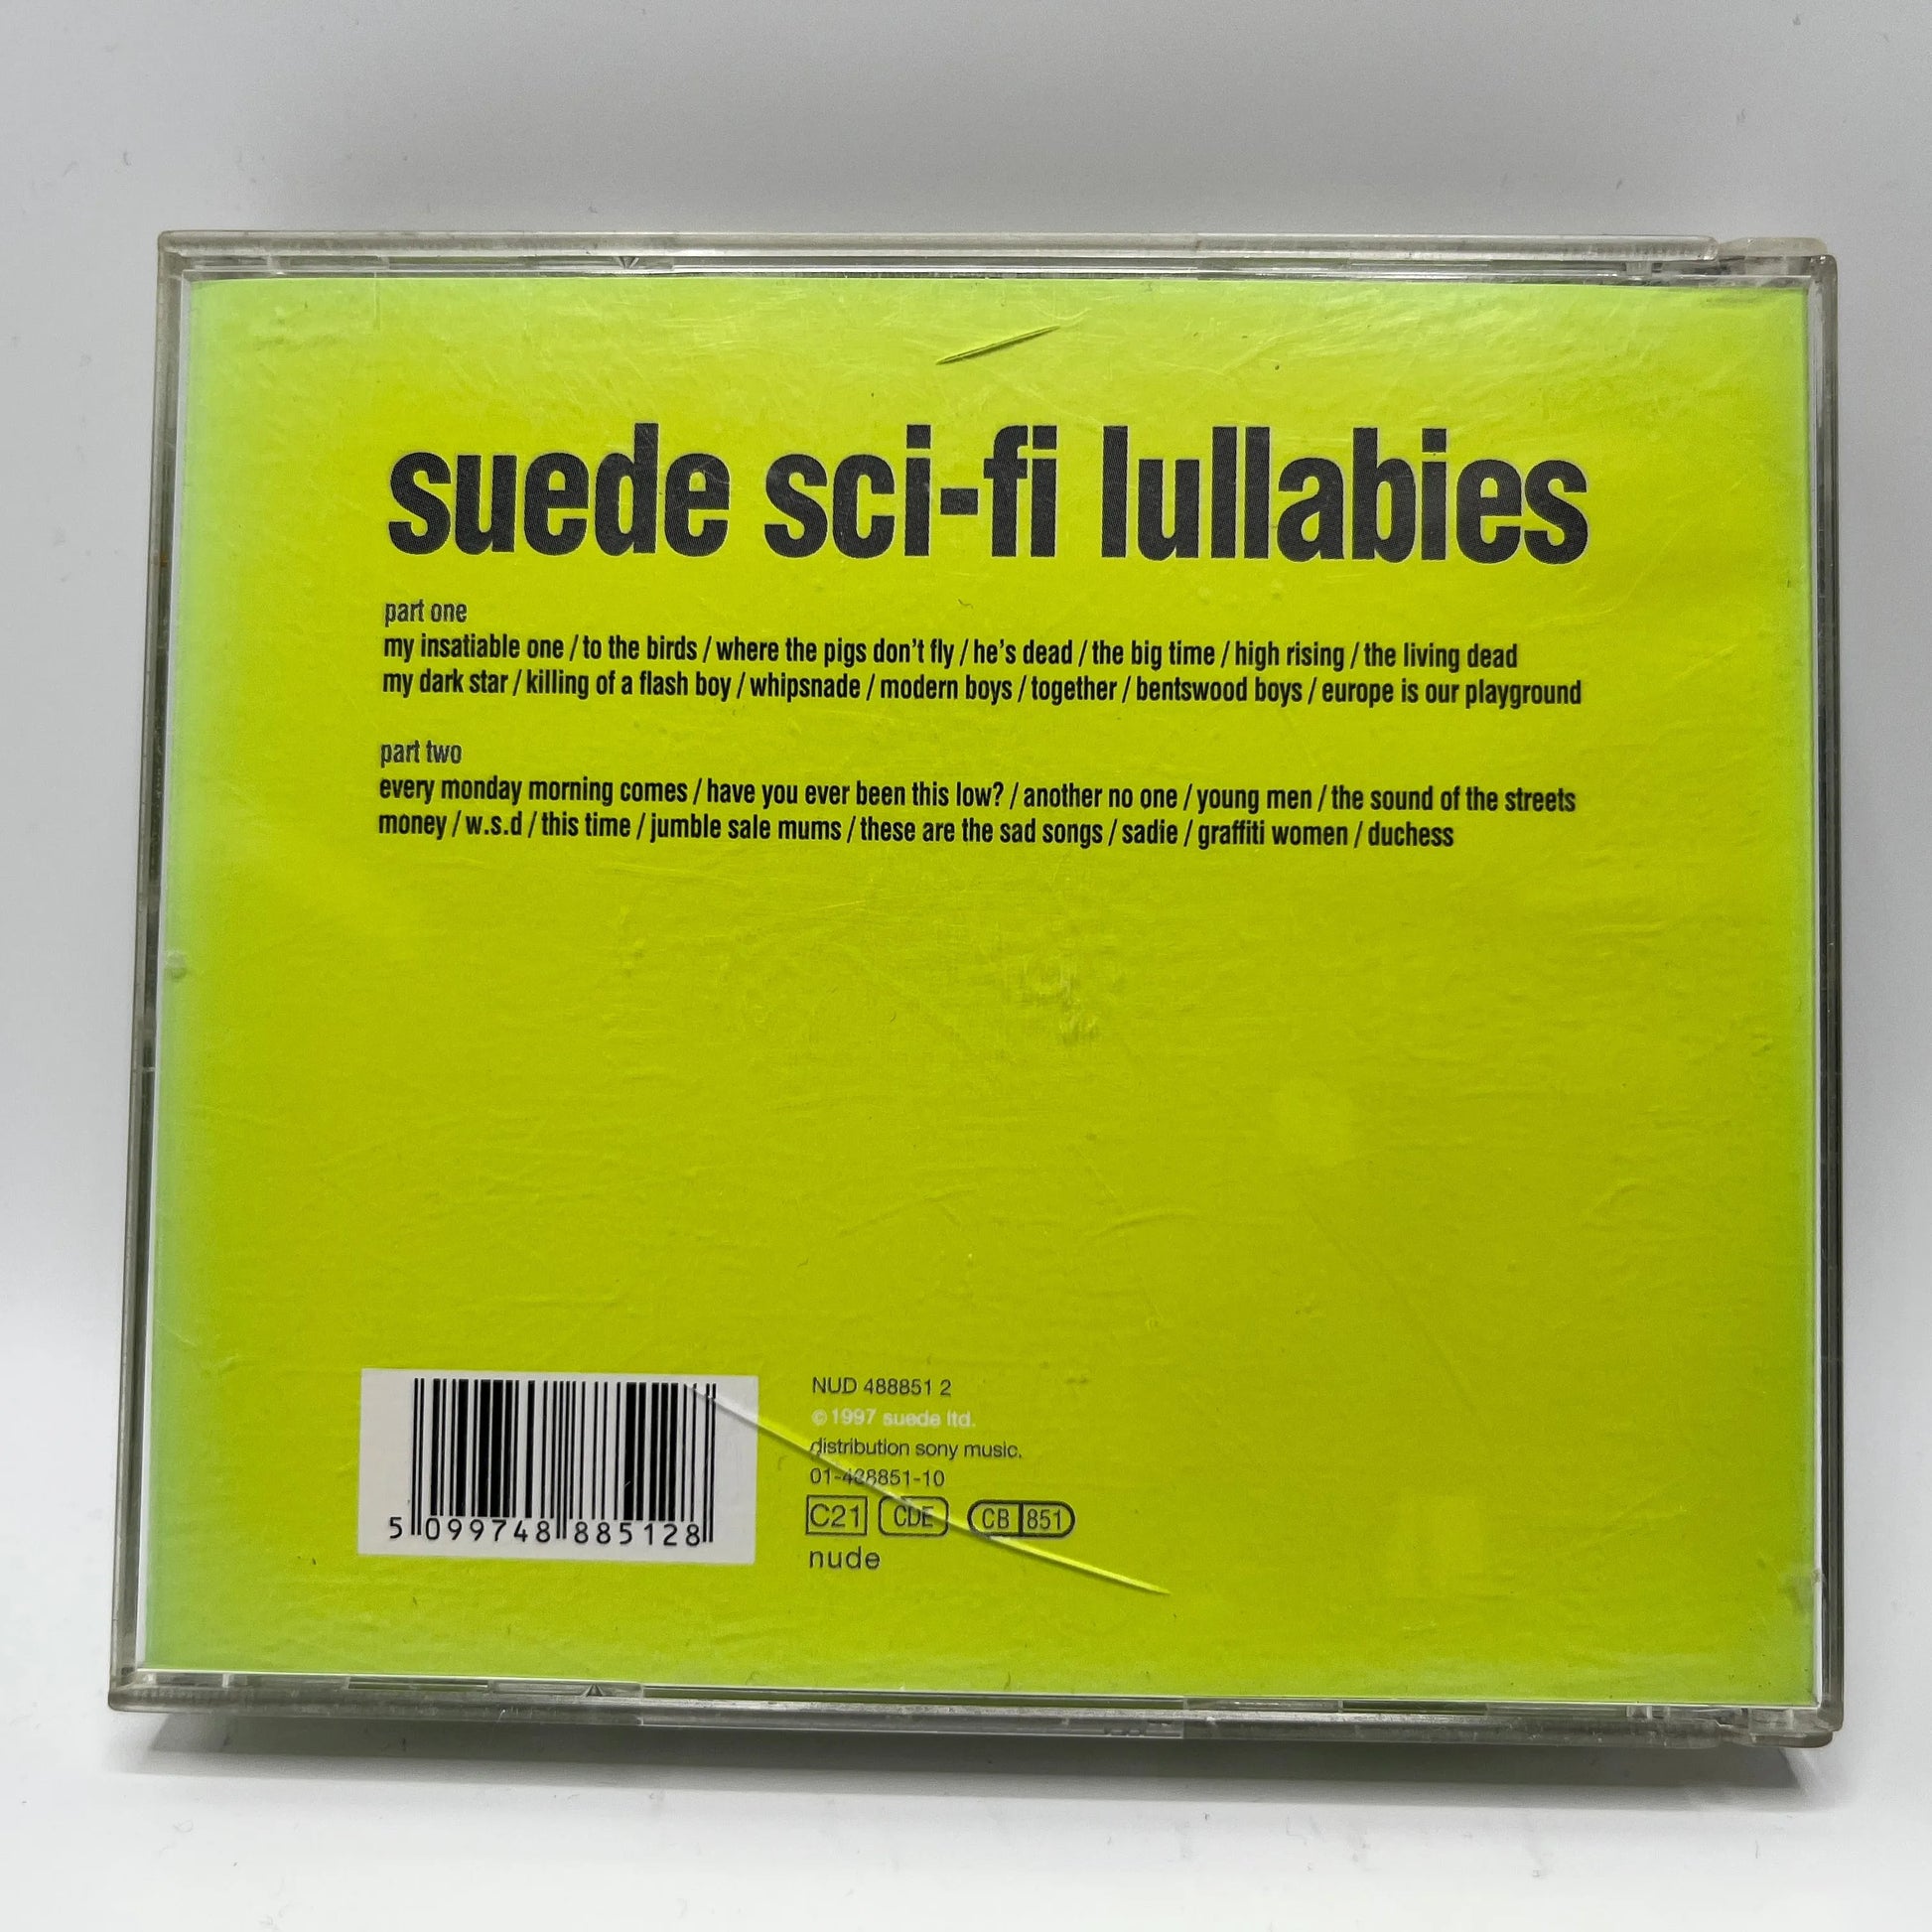 suede sci-fi lullabies
part one
my insatiable one / to the birds / where the pigs don't fly / he's dead / the big time / high rising / the living dead
my dark star / killing of a flash boy / whipsnade / modern boys / together / bentswood boys / europe is our playground
part two
every monday morning comes / have you ever been this low? / another no one / young men / the sound of the streets
money / w.s.d / this time / jumble sale mums / these are the sad songs / sadie / graffiti women / duchess
5 099748 885128
NUD 488851 2
©1997 suede ltd.
distribution sony music.
01-488851-10
C21 CDE CB 851
nude